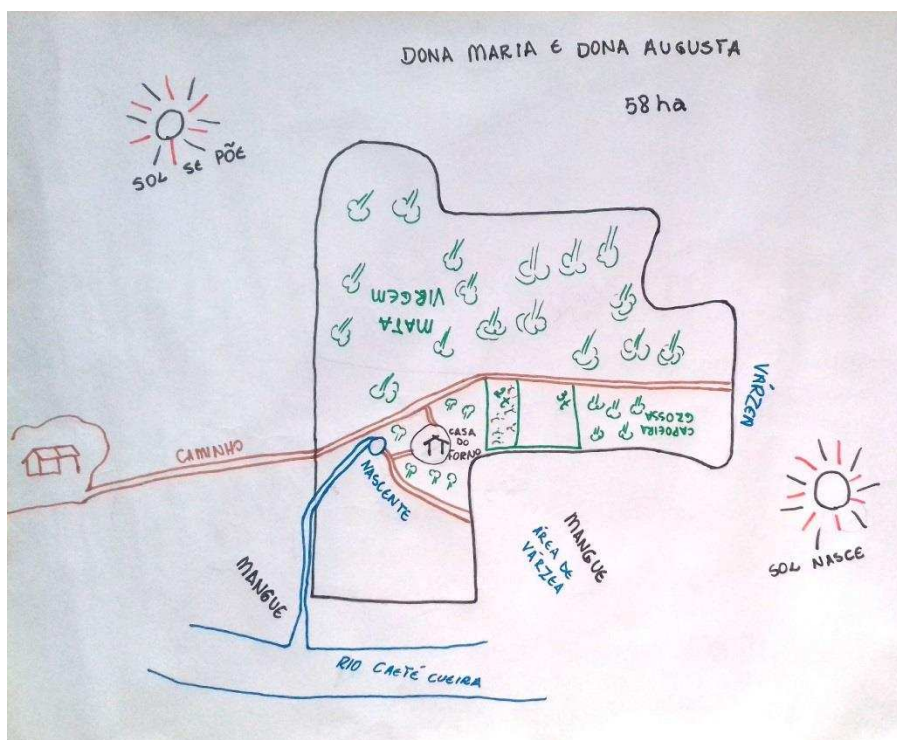 DONA MARIA E DONA AUGUSTA
58 ha
SOL SE PÕE
MATA
VIRGEM
VÁRZEA
CAPOEIRA
GROSSA
CASA
DO
FORNO
CAMINHO
NASCENTE
MANGUE
ÁREA DE
VÁRZEA
MANGUE
SOL NASCE
RIO CAETÉ CUEIRA